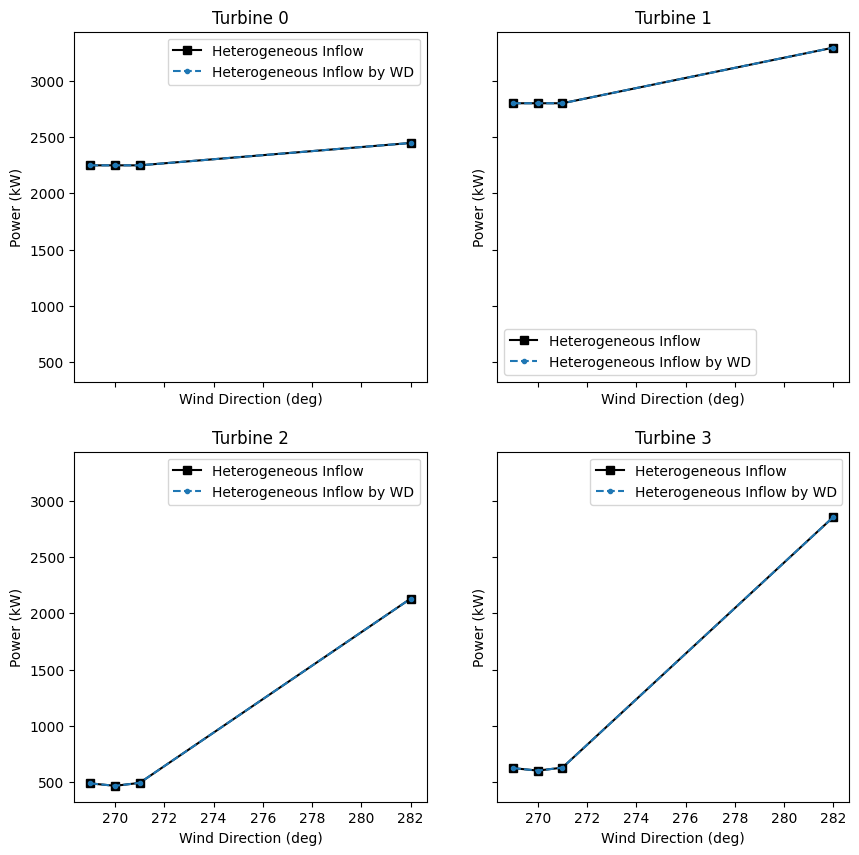 Turbine 0
Heterogeneous Inflow
Heterogeneous Inflow by WD
3000
2500
2000
1500
1000
500
Power (kW)
Wind Direction (deg)
Turbine 1
Power (kW)
Heterogeneous Inflow
Heterogeneous Inflow by WD
Wind Direction (deg)
Turbine 2
Heterogeneous Inflow
Heterogeneous Inflow by WD
3000
2500
2000
1500
1000
500
Power (kW)
270 272 274 276 278 280 282
Wind Direction (deg)
Turbine 3
Heterogeneous Inflow
Heterogeneous Inflow by WD
Power (kW)
270 272 274 276 278 280 282
Wind Direction (deg)